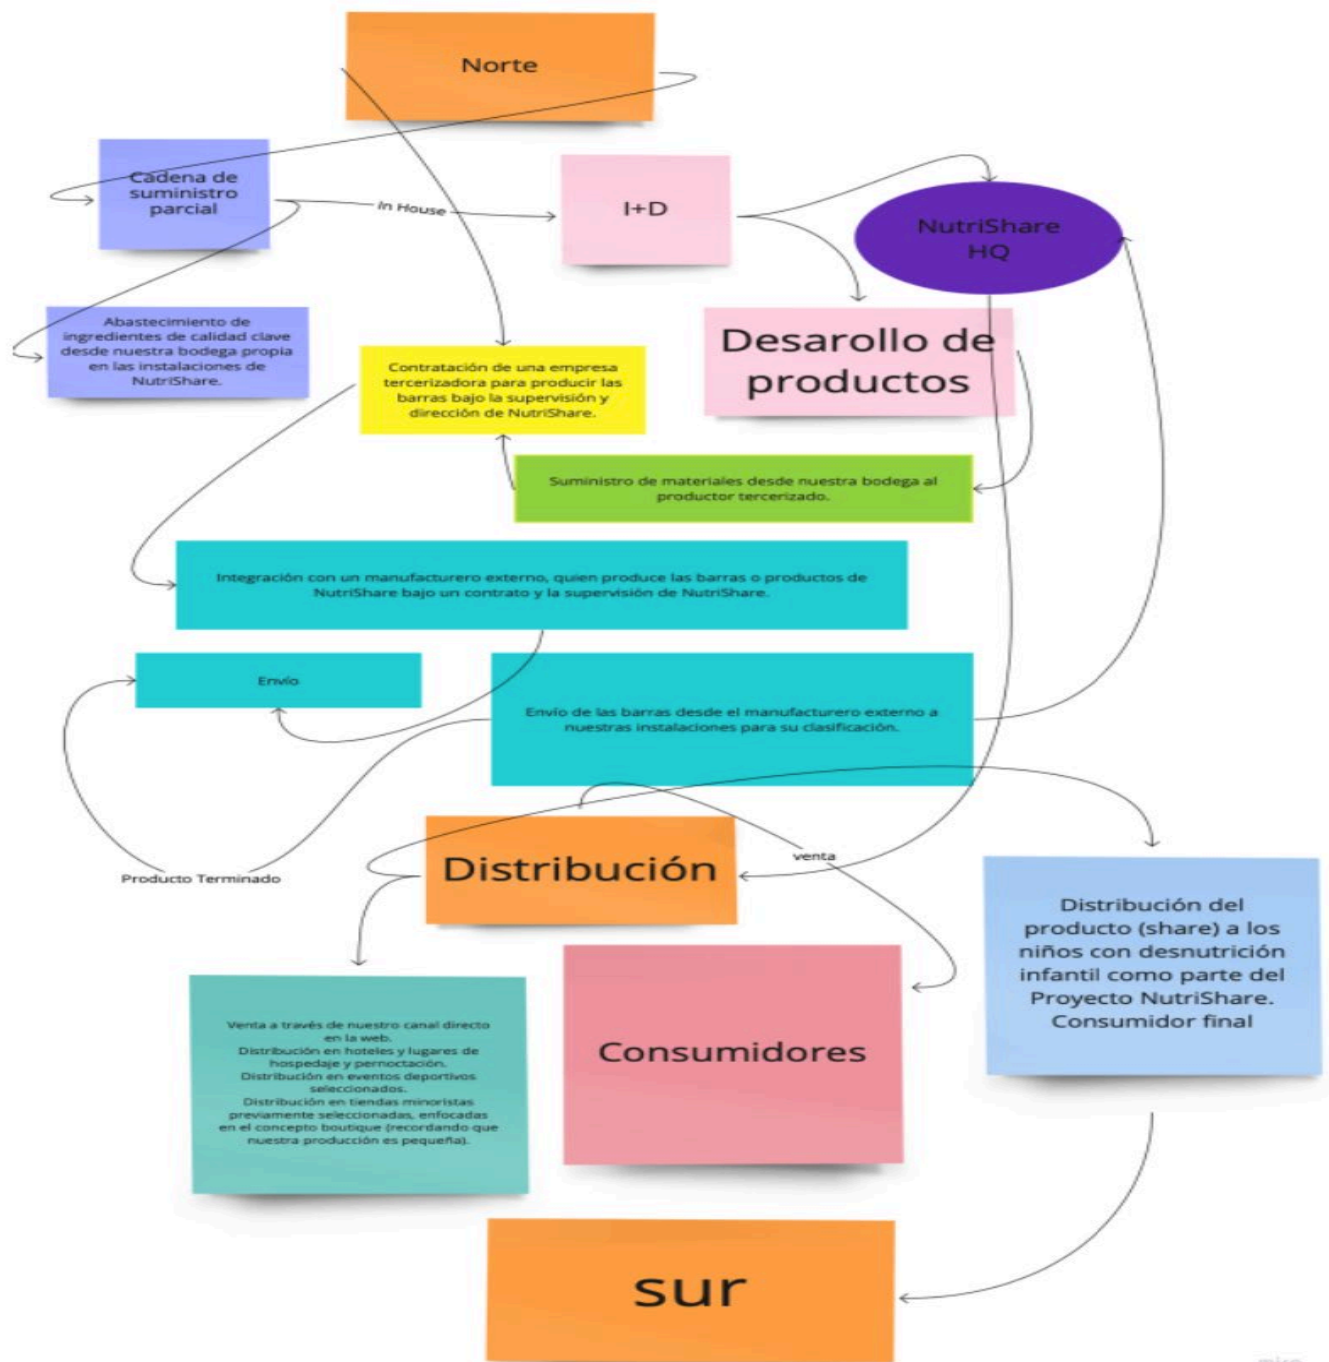 Norte
Cadena de
suministro
parcial
In House
I+D
NutriShare
HQ
Abastecimiento de
ingredientes de calidad clave
desde nuestra bodega propia
en las instalaciones de
NutriShare.
Contratación de una empresa
tercerizadora para producir las
barras bajo la supervisión y
dirección de NutriShare.
Desarollo de
productos
Suministro de materiales desde nuestra bodega al
productor tercerizado.
Integración con un manufacturero externo, quien produce las barras o productos de
NutriShare bajo un contrato y la supervisión de NutriShare.
Envío
Envío de las barras desde el manufacturero externo a
nuestras instalaciones para su clasificación.
Producto Terminado
Distribución
venta
Distribución del
producto (share) a los
niños con desnutrición
infantil como parte del
Proyecto NutriShare.
Consumidor final
Venta a través de nuestro canal directo
en la web.
Distribución en hoteles y lugares de
hospedaje y pernoctación.
Distribución en eventos deportivos
seleccionados.
Distribución en tiendas minoristas
previamente seleccionadas, enfocadas
en el concepto boutique (recordando que
nuestra producción es pequeña).
Consumidores
sur
miro